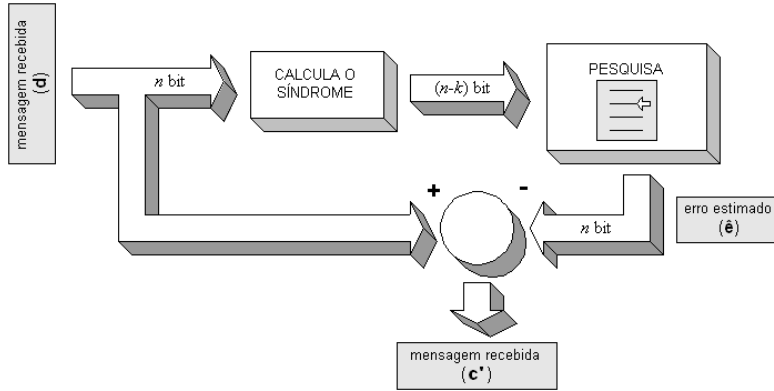 mensagem recebida
(d)
n bit
CALCULA O
SÍNDROME
(n-k) bit
PESQUISA
+
-
n bit
erro estimado
(ê)
mensagem recebida
(c')